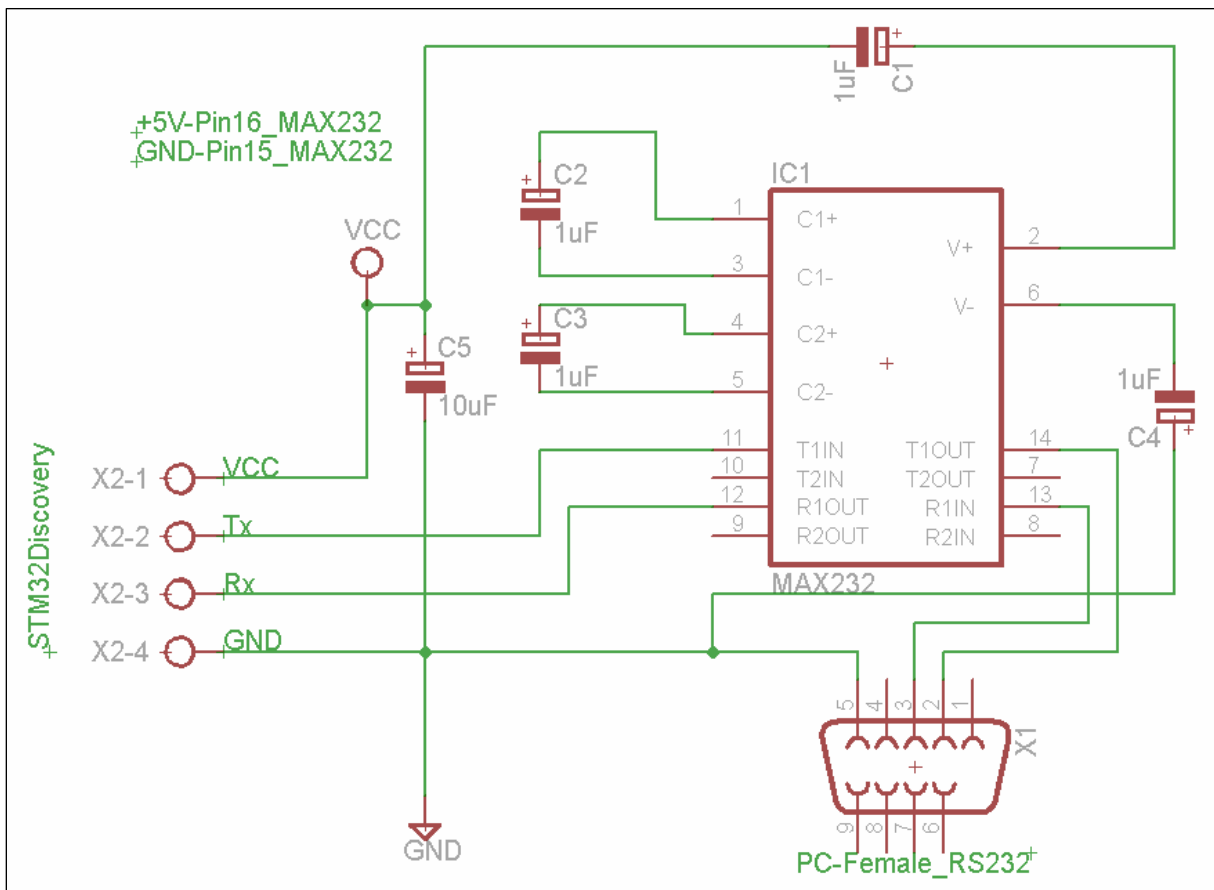 1uF
C1
+5V-Pin16_MAX232
GND-Pin15_MAX232
VCC
C2
1uF
C3
1uF
C5
10uF
IC1
1 C1+
3 C1-
4 C2+
5 C2-
11 T1IN
10 T2IN
12 R1OUT
9 R2OUT
V+ 2
V- 6
T1OUT 14
T2OUT 7
R1IN 13
R2IN 8
MAX232
1uF
C4
STM32Discovery
X2-1 VCC
X2-2 Tx
X2-3 Rx
X2-4 GND
GND
5 4 3 2 1
X1
9 8 7 6
PC-Female_RS232